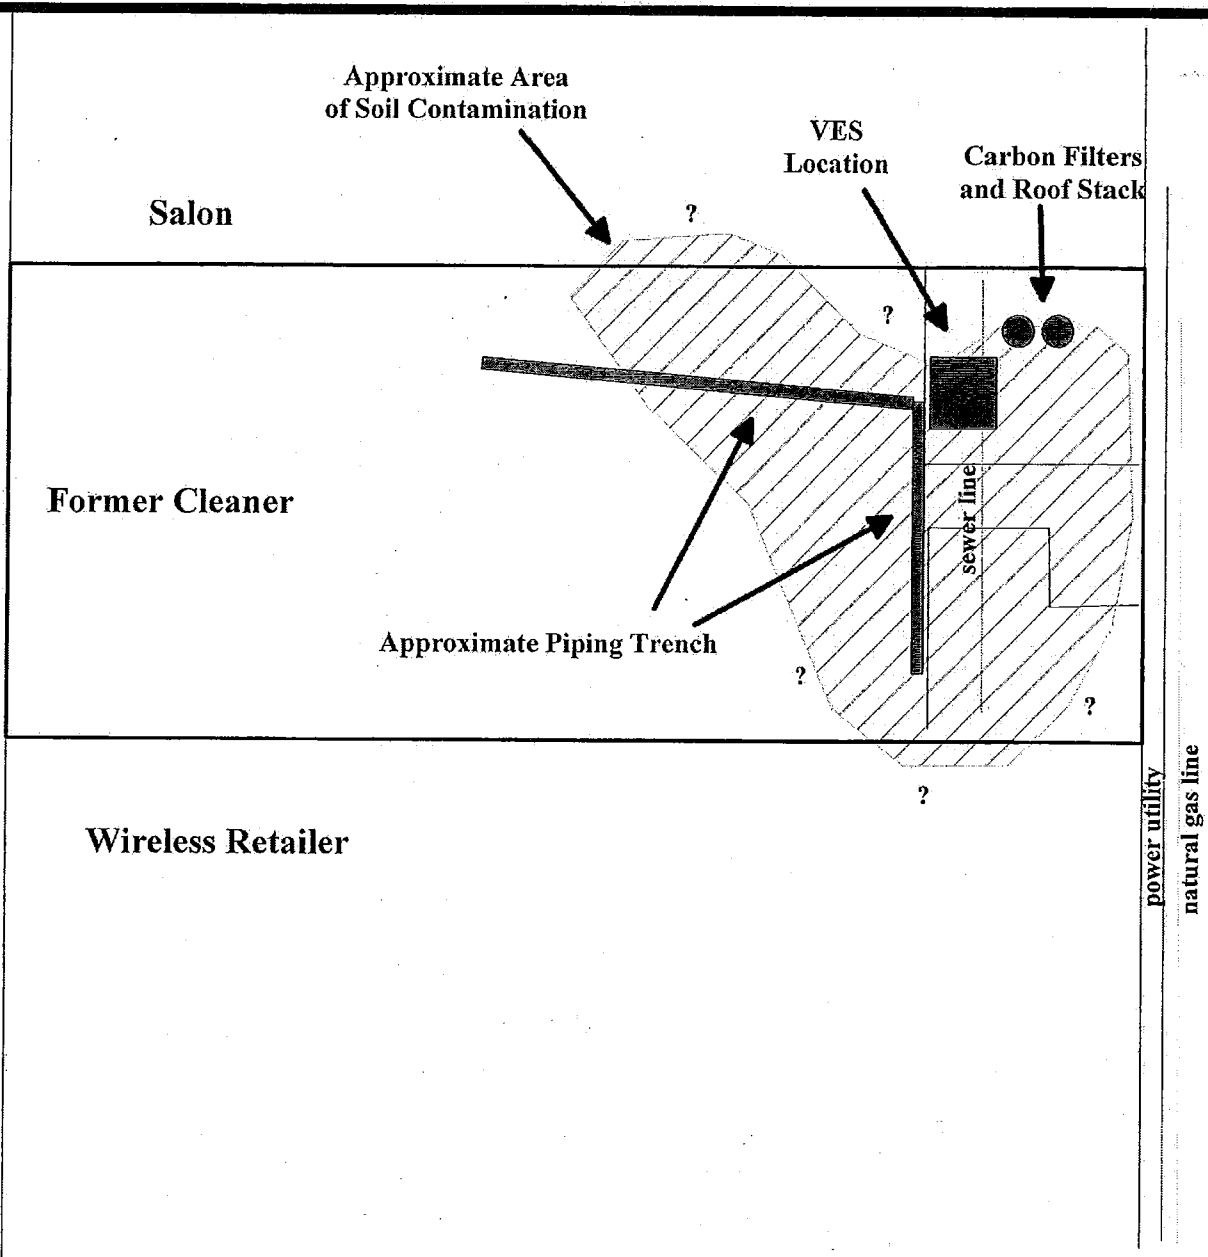 Approximate Area
of Soil Contamination
VES
Location
Carbon Filters
and Roof Stack
Salon
?
?
Former Cleaner
sewer line
Approximate Piping Trench
?
?
?
Wireless Retailer
power utility
natural gas line